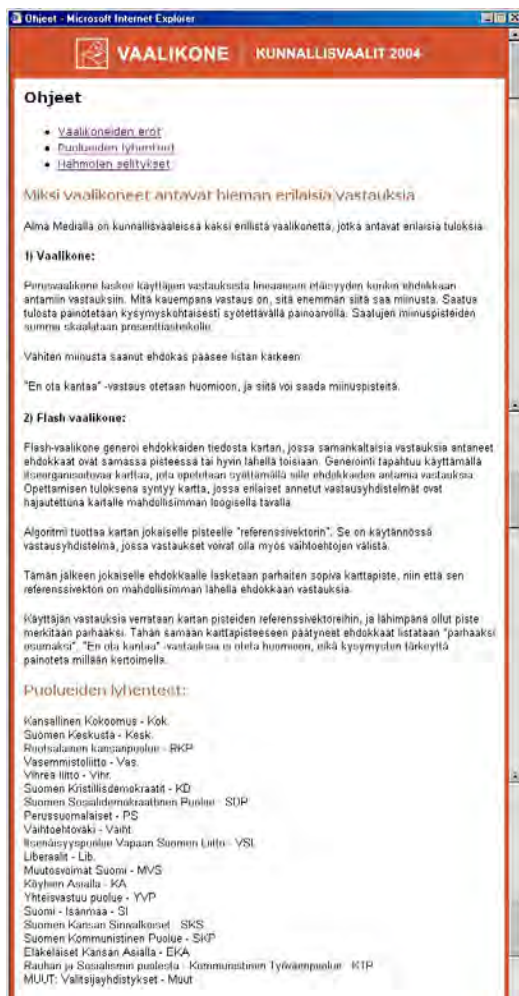 Ohjeet - Microsoft Internet Explorer
VAALIKONE KUNNALLISVAALIT 2004
Ohjeet
• Vaalikoneiden erot
• Puolueiden lyhenteet
• Hahmojen selitykset
Miksi vaalikoneet antavat hieman erilaisia vastauksia
Alma Medialla on kunnallisvaaleissa kaksi erillistä vaalikonetta, jotka antavat erilaisia tuloksia.
1) Vaalikone:
Perusvaalikone laskee käyttäjän vastauksista lineaarisen etäisyyden kunkin ehdokkaan
antamiin vastauksiin. Mitä kauempana vastaus on, sitä enemmän siitä saa miinusta. Saatua
tulosta painotetaan kysymyskohtaisesti syötettävällä painoarvolla. Saatujen miinuspisteiden
summa skaalataan prosenttiasteikolle.
Vähiten miinusta saanut ehdokas pääsee listan kärkeen.
"En ota kantaa" -vastaus otetaan huomioon, ja siitä voi saada miinuspisteitä.
2) Flash vaalikone:
Flash-vaalikone generoi ehdokkaiden tiedosta kartan, jossa samankaltaisia vastauksia antaneet
ehdokkaat ovat samassa pisteessä tai hyvin lähellä toisiaan. Generointi tapahtuu käyttämällä
itseorganisoituvaa karttaa, jota opetetaan syöttämällä sille ehdokkaiden antamia vastauksia.
Opettamisen tuloksena syntyy kartta, jossa erilaiset annetut vastausyhdistelmät ovat
hajautettuna kartalle mahdollisimman loogisella tavalla.
Algoritmi tuottaa kartan jokaiselle pisteelle "referenssivektorin". Se on käytännössä
vastausyhdistelmä, jossa vastaukset voivat olla myös vaihtoehtojen välistä.
Tämän jälkeen jokaiselle ehdokkaalle lasketaan parhaiten sopiva karttapiste, niin että sen
referenssivektori on mahdollisimman lähellä ehdokkaan vastauksia.
Käyttäjän vastauksia verrataan kartan pisteiden referenssivektoreihin, ja lähimpänä ollut piste
merkitään parhaaksi. Tähän samaan karttapisteeseen päätyneet ehdokkaat listataan "parhaaksi
osumaksi". "En ota kantaa" -vastauksia ei oteta huomioon, eikä kysymysten tärkeyttä
painoteta millään kertoimella.
Puolueiden lyhenteet:
Kansallinen Kokoomus - Kok.
Suomen Keskusta - Kesk.
Ruotsalainen kansanpuolue - RKP
Vasemmistoliitto - Vas.
Vihreä liitto - Vihr.
Suomen Kristillisdemokraatit - KD
Suomen Sosialidemokraattinen Puolue - SDP
Perussuomalaiset - PS
Vaihtoehtoväki - Vaiht
Itsenäisyyspuolue Vapaan Suomen Liitto - VSL
Liberaalit - Lib.
Muutosvoimat Suomi - MVS
Köyhien Asialla - KA
Yhteisvastuu puolue - YVP
Suomi - Isänmaa - SI
Suomen Kansan Sinivalkoiset - SKS
Suomen Kommunistinen Puolue - SKP
Eläkeläiset Kansan Asialla - EKA
Rauhan ja Sosialismin puolesta - Kommunistinen Työväenpuolue - KTP
MUUT: Valitsijayhdistykset - Muut